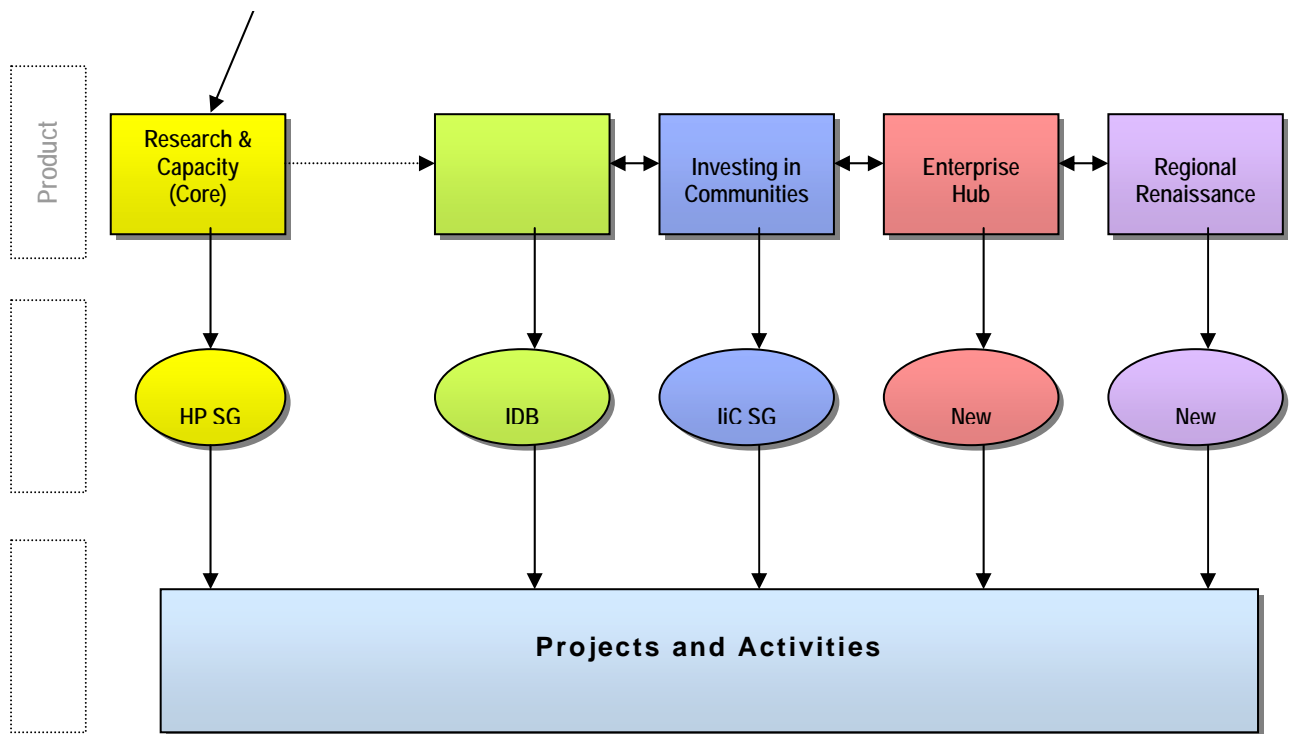 Product
Research &
Capacity
(Core)
Investing in
Communities
Enterprise
Hub
Regional
Renaissance
HP SG
IDB
IiC SG
New
New
Projects and Activities